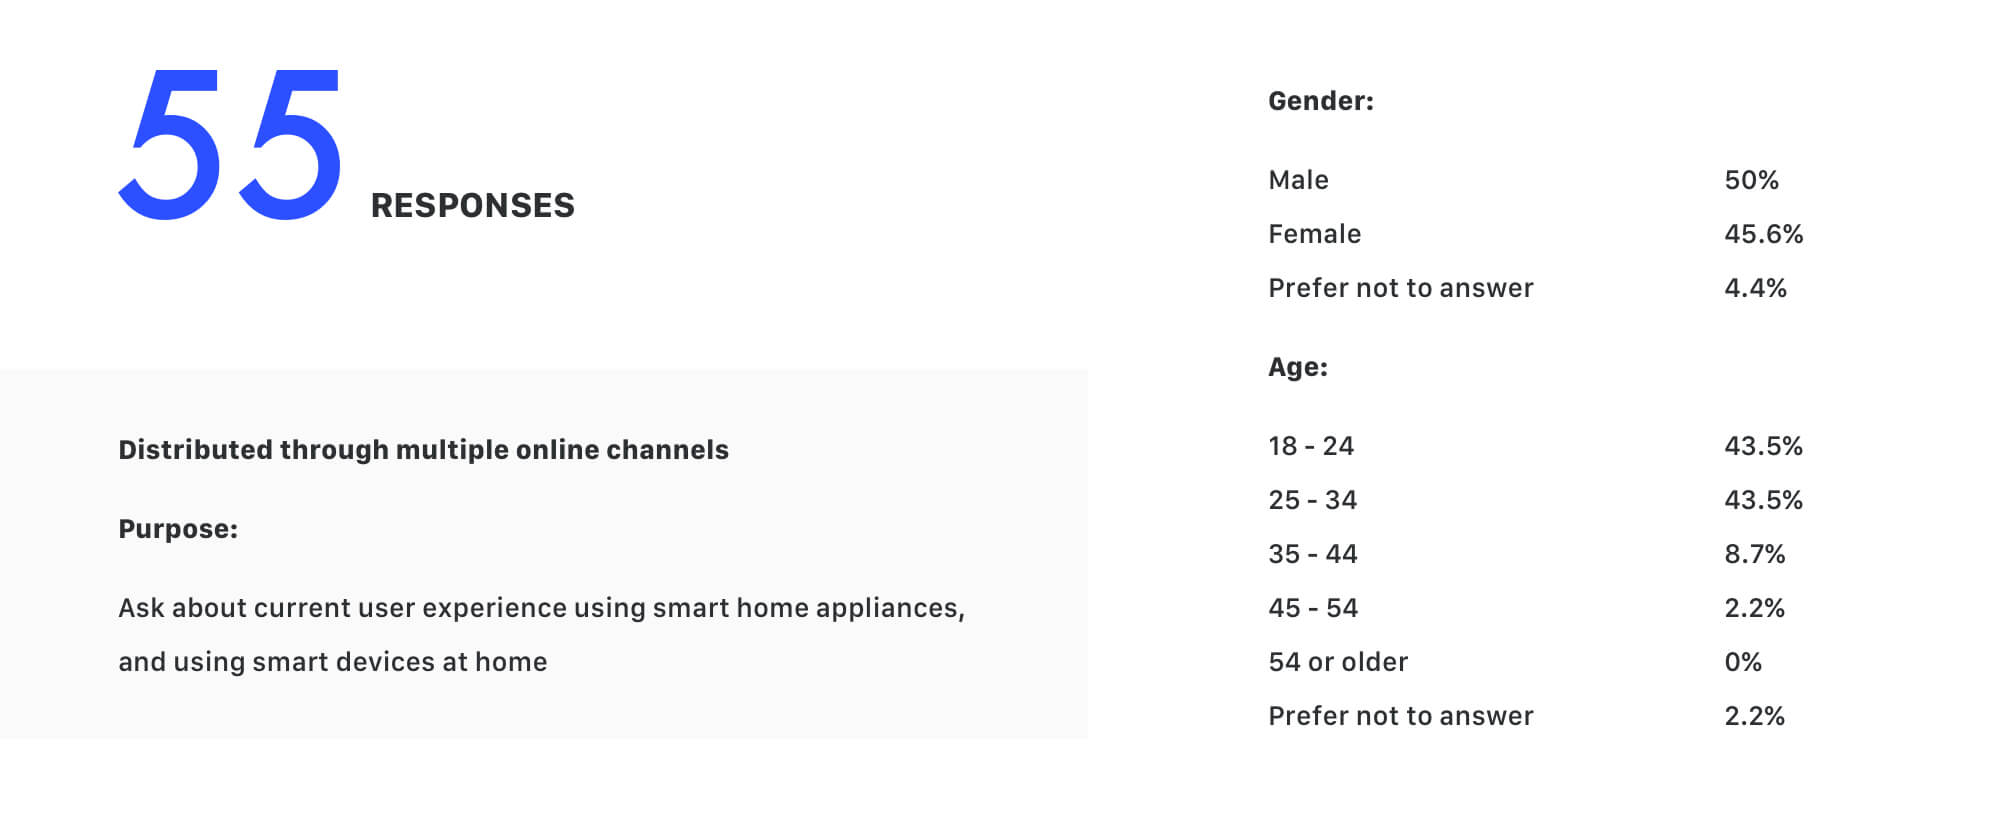 55 RESPONSES
Distributed through multiple online channels
Purpose:
Ask about current user experience using smart home appliances,
and using smart devices at home
Gender:
Male 50%
Female 45.6%
Prefer not to answer 4.4%
Age:
18 - 24 43.5%
25 - 34 43.5%
35 - 44 8.7%
45 - 54 2.2%
54 or older 0%
Prefer not to answer 2.2%